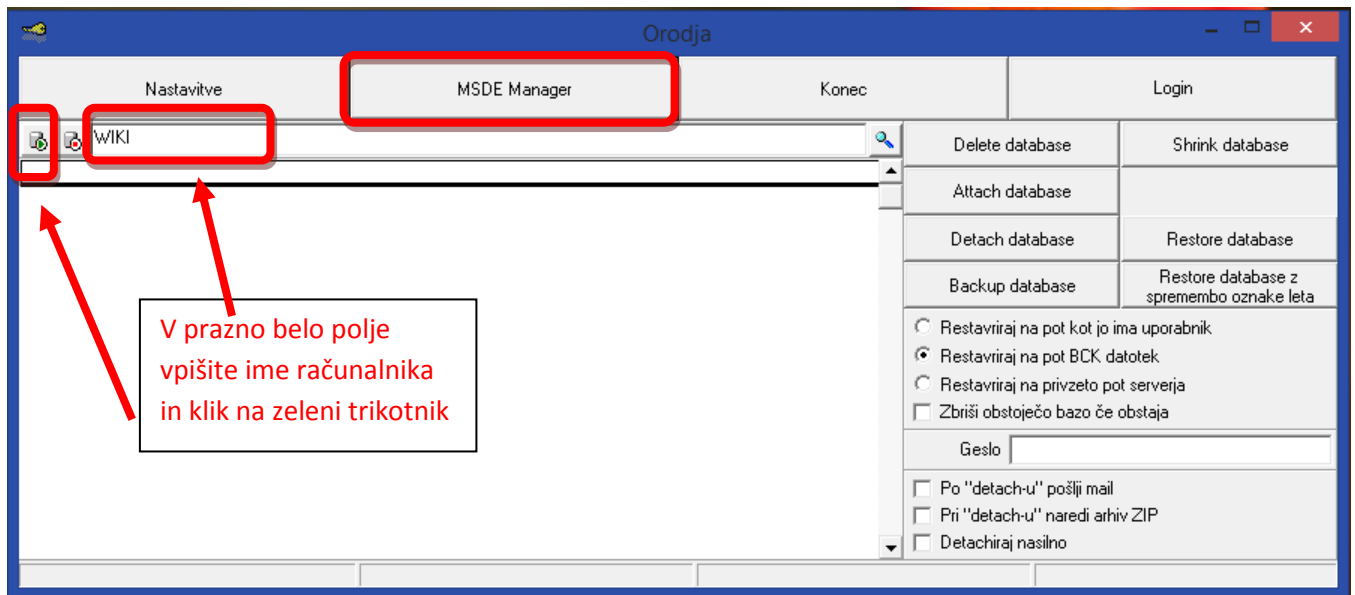 Orodja
Nastavitve
MSDE Manager
Konec
Login
WIKI
Delete database
Shrink database
Attach database
Detach database
Restore database
Backup database
Restore database z
spremembo oznake leta
Restavriraj na pot kot jo ima uporabnik
Restavriraj na pot BCK datotek
Restavriraj na privzeto pot serverja
Zbriši obstoječo bazo če obstaja
Geslo
Po "detach-u" pošlji mail
Pri "detach-u" naredi arhiv ZIP
Detachiraj nasilno
V prazno belo polje
vpišite ime računalnika
in klik na zeleni trikotnik